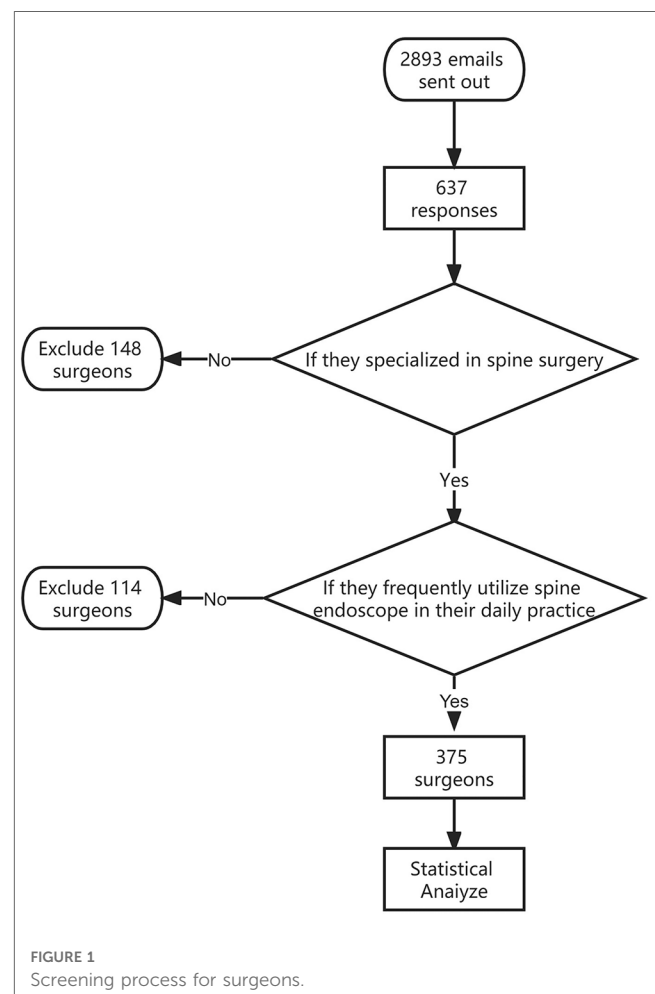 2893 emails
sent out
637
responses
If they specialized in spine surgery
No
Exclude 148
surgeons
Yes
If they frequently utilize spine
endoscope in their daily practice
No
Exclude 114
surgeons
Yes
375
surgeons
Statistical
Anaiyze
FIGURE 1
Screening process for surgeons.